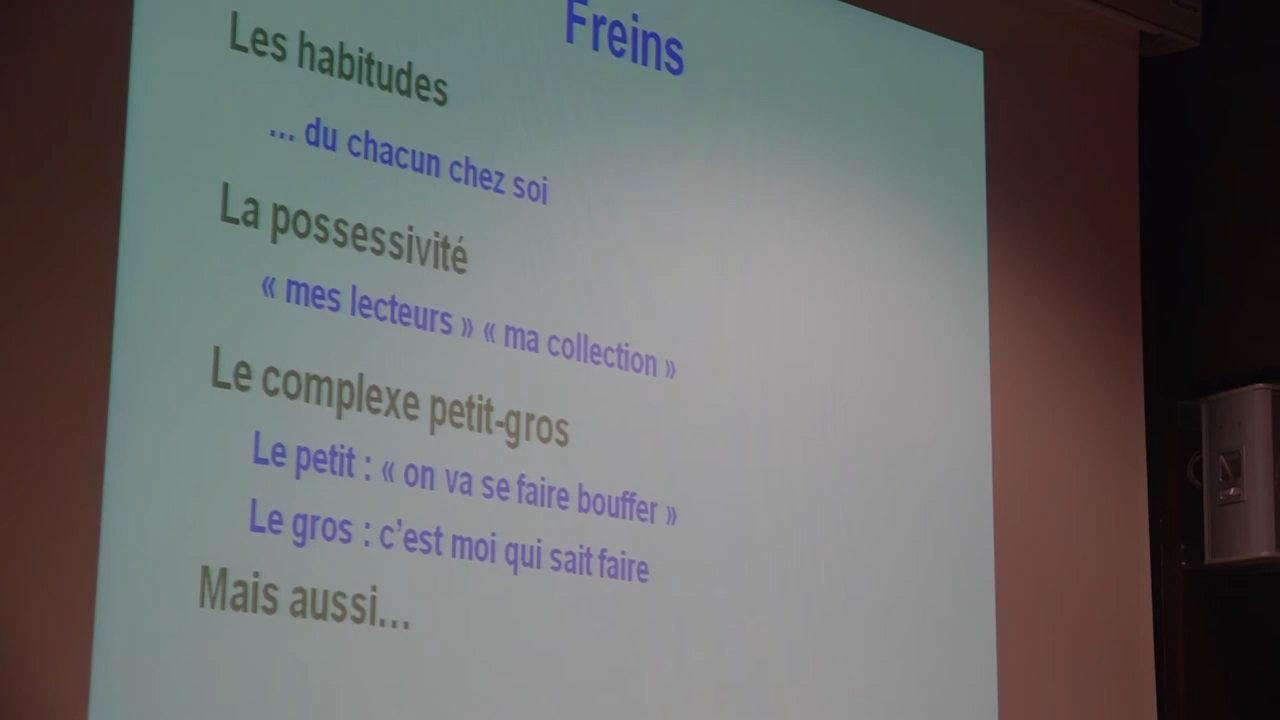 Freins
Les habitudes
... du chacun chez soi
La possessivité
« mes lecteurs » « ma collection »
Le complexe petit-gros
Le petit : « on va se faire bouffer »
Le gros : c’est moi qui sait faire
Mais aussi...